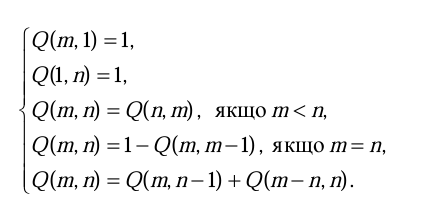 Q(m, 1) = 1,
Q(1, n) = 1,
Q(m, n) = Q(n, m), якщо m < n,
Q(m, n) = 1 − Q(m, m − 1), якщо m = n,
Q(m, n) = Q(m, n − 1) + Q(m − n, n).